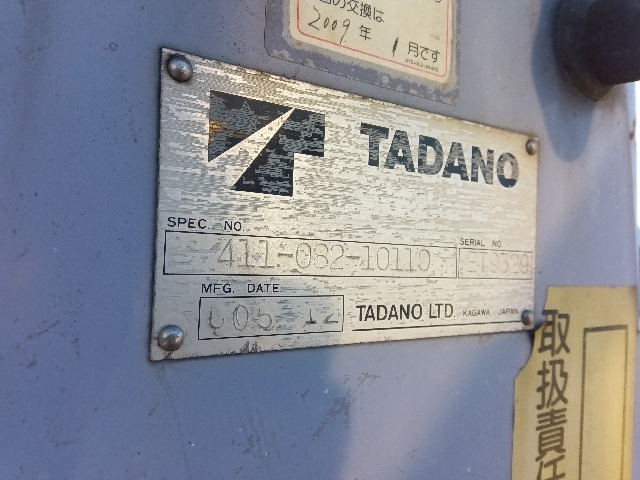 の交換は
2009年 1月です
TADANO
SPEC. NO.
411-082-10110
SERIAL NO
MFG. DATE
TADANO LTD. KAGAWA JAPAN
取扱責任